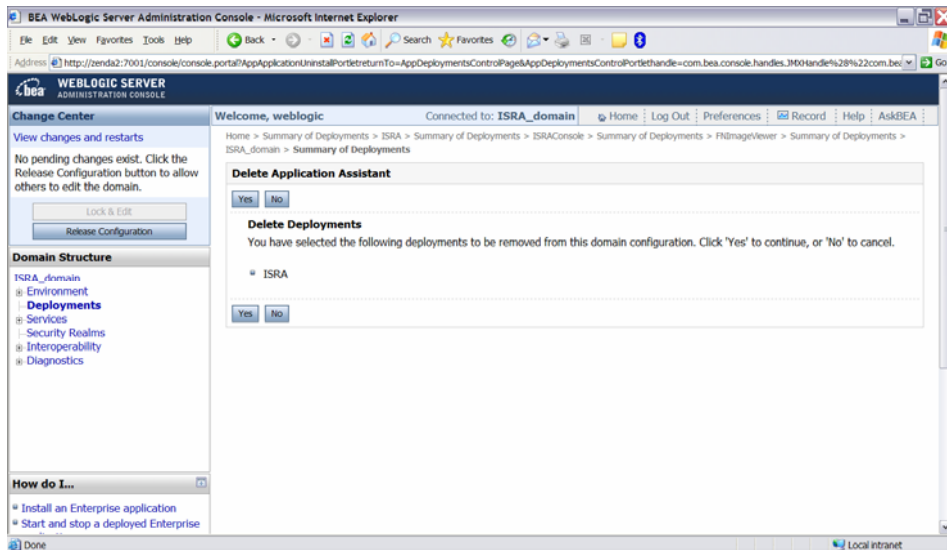 BEA WebLogic Server Administration Console - Microsoft Internet Explorer
File Edit View Favorites Tools Help
Back Search Favorites
Address http://zenda2:7001/console/console.portal?AppApplicationUninstallPortletreturnTo=AppDeploymentsControlPage&AppDeploymentsControlPortlethandle=com.bea.console.handles.JMXHandle%28%22com.bea Go
bea WEBLOGIC SERVER
ADMINISTRATION CONSOLE
Change Center
View changes and restarts
No pending changes exist. Click the
Release Configuration button to allow
others to edit the domain.
Lock & Edit
Release Configuration
Domain Structure
ISRA_domain
Environment
Deployments
Services
Security Realms
Interoperability
Diagnostics
How do I...
Install an Enterprise application
Start and stop a deployed Enterprise
Welcome, weblogic Connected to: ISRA_domain Home Log Out Preferences Record Help AskBEA
Home > Summary of Deployments > ISRA > Summary of Deployments > ISRAConsole > Summary of Deployments > FNImageViewer > Summary of Deployments >
ISRA_domain > Summary of Deployments
Delete Application Assistant
Yes No
Delete Deployments
You have selected the following deployments to be removed from this domain configuration. Click 'Yes' to continue, or 'No' to cancel.
ISRA
Yes No
Done Local intranet